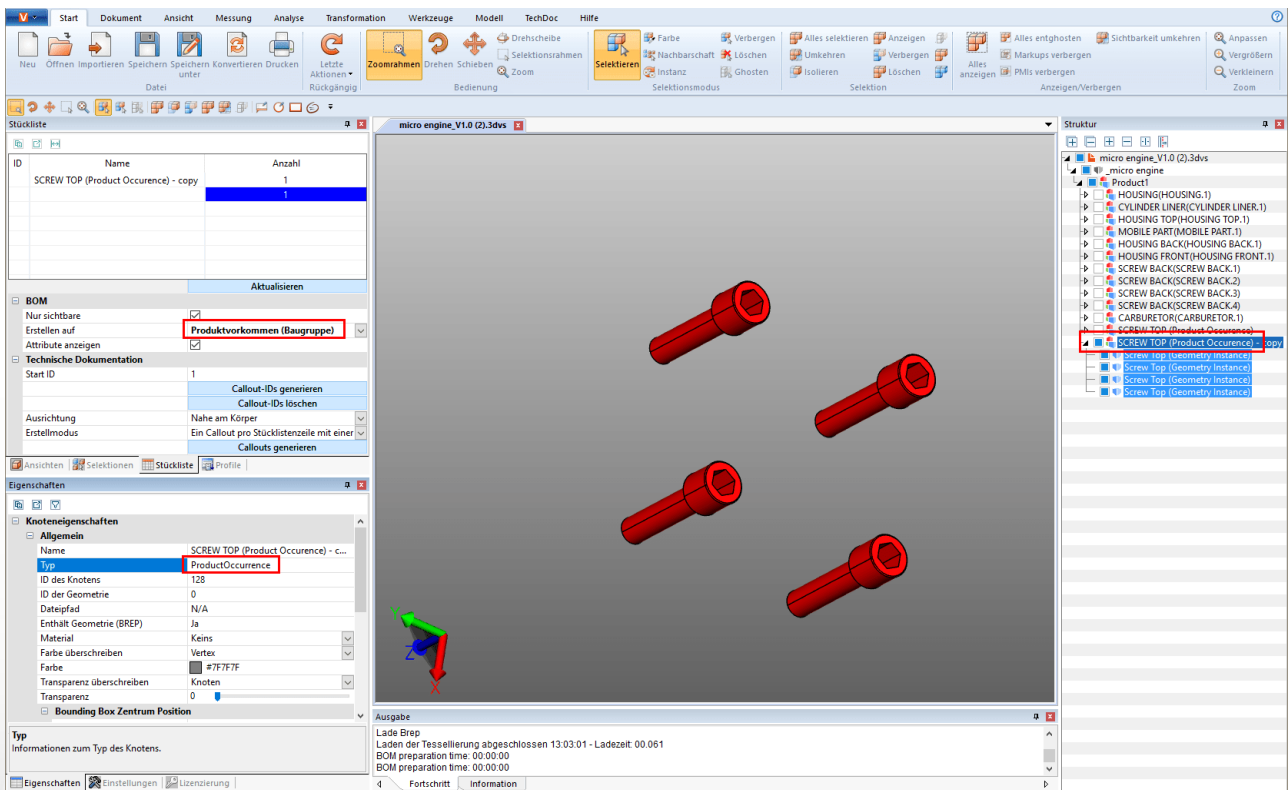 V Start Dokument Ansicht Messung Analyse Transformation Werkzeuge Modell TechDoc Hilfe
Neu Öffnen Importieren Speichern Speichern unter Konvertieren Drucken
Datei
Letzte Aktionen
Rückgängig
Zoomrahmen Drehen Schieben
Drehscheibe
Selektionsrahmen
Zoom
Bedienung
Selektieren
Farbe Verbergen
Nachbarschaft Löschen
Instanz Ghosten
Selektionsmodus
Alles selektieren Anzeigen
Umkehren Verbergen
Isolieren Löschen
Selektion
Alles anzeigen
Alles entghosten Sichtbarkeit umkehren
Markups verbergen
PMIs verbergen
Anzeigen/Verbergen
Anpassen
Vergrößern
Verkleinern
Zoom
Stückliste
ID Name Anzahl
SCREW TOP (Product Occurence) - copy 1
1
Aktualisieren
BOM
Nur sichtbare
Erstellen auf Produktvorkommen (Baugruppe)
Attribute anzeigen
Technische Dokumentation
Start ID 1
Callout-IDs generieren
Callout-IDs löschen
Ausrichtung Nahe am Körper
Erstellmodus Ein Callout pro Stücklistenzeile mit einer
Callouts generieren
Ansichten Selektionen Stückliste Profile
Eigenschaften
Knoteneigenschaften
Allgemein
Name SCREW TOP (Product Occurence) - c...
Typ ProductOccurrence
ID des Knotens 128
ID der Geometrie 0
Dateipfad N/A
Enthält Geometrie (BREP) Ja
Material Keins
Farbe überschreiben Vertex
Farbe #7F7F7F
Transparenz überschreiben Knoten
Transparenz 0
Bounding Box Zentrum Position
Typ
Informationen zum Typ des Knotens.
Eigenschaften Einstellungen Lizenzierung
micro engine_V1.0 (2).3dvs
Y
Z
X
Ausgabe
Lade Brep
Laden der Tessellierung abgeschlossen 13:03:01 - Ladezeit: 00.061
BOM preparation time: 00:00:00
BOM preparation time: 00:00:00
Fortschritt Information
Struktur
micro engine_V1.0 (2).3dvs
_micro engine
Product1
HOUSING(HOUSING.1)
CYLINDER LINER(CYLINDER LINER.1)
HOUSING TOP(HOUSING TOP.1)
MOBILE PART(MOBILE PART.1)
HOUSING BACK(HOUSING BACK.1)
HOUSING FRONT(HOUSING FRONT.1)
SCREW BACK(SCREW BACK.1)
SCREW BACK(SCREW BACK.2)
SCREW BACK(SCREW BACK.3)
SCREW BACK(SCREW BACK.4)
CARBURETOR(CARBURETOR.1)
SCREW TOP (Product Occurence)
SCREW TOP (Product Occurence) - copy
Screw Top (Geometry Instance)
Screw Top (Geometry Instance)
Screw Top (Geometry Instance)
Screw Top (Geometry Instance)